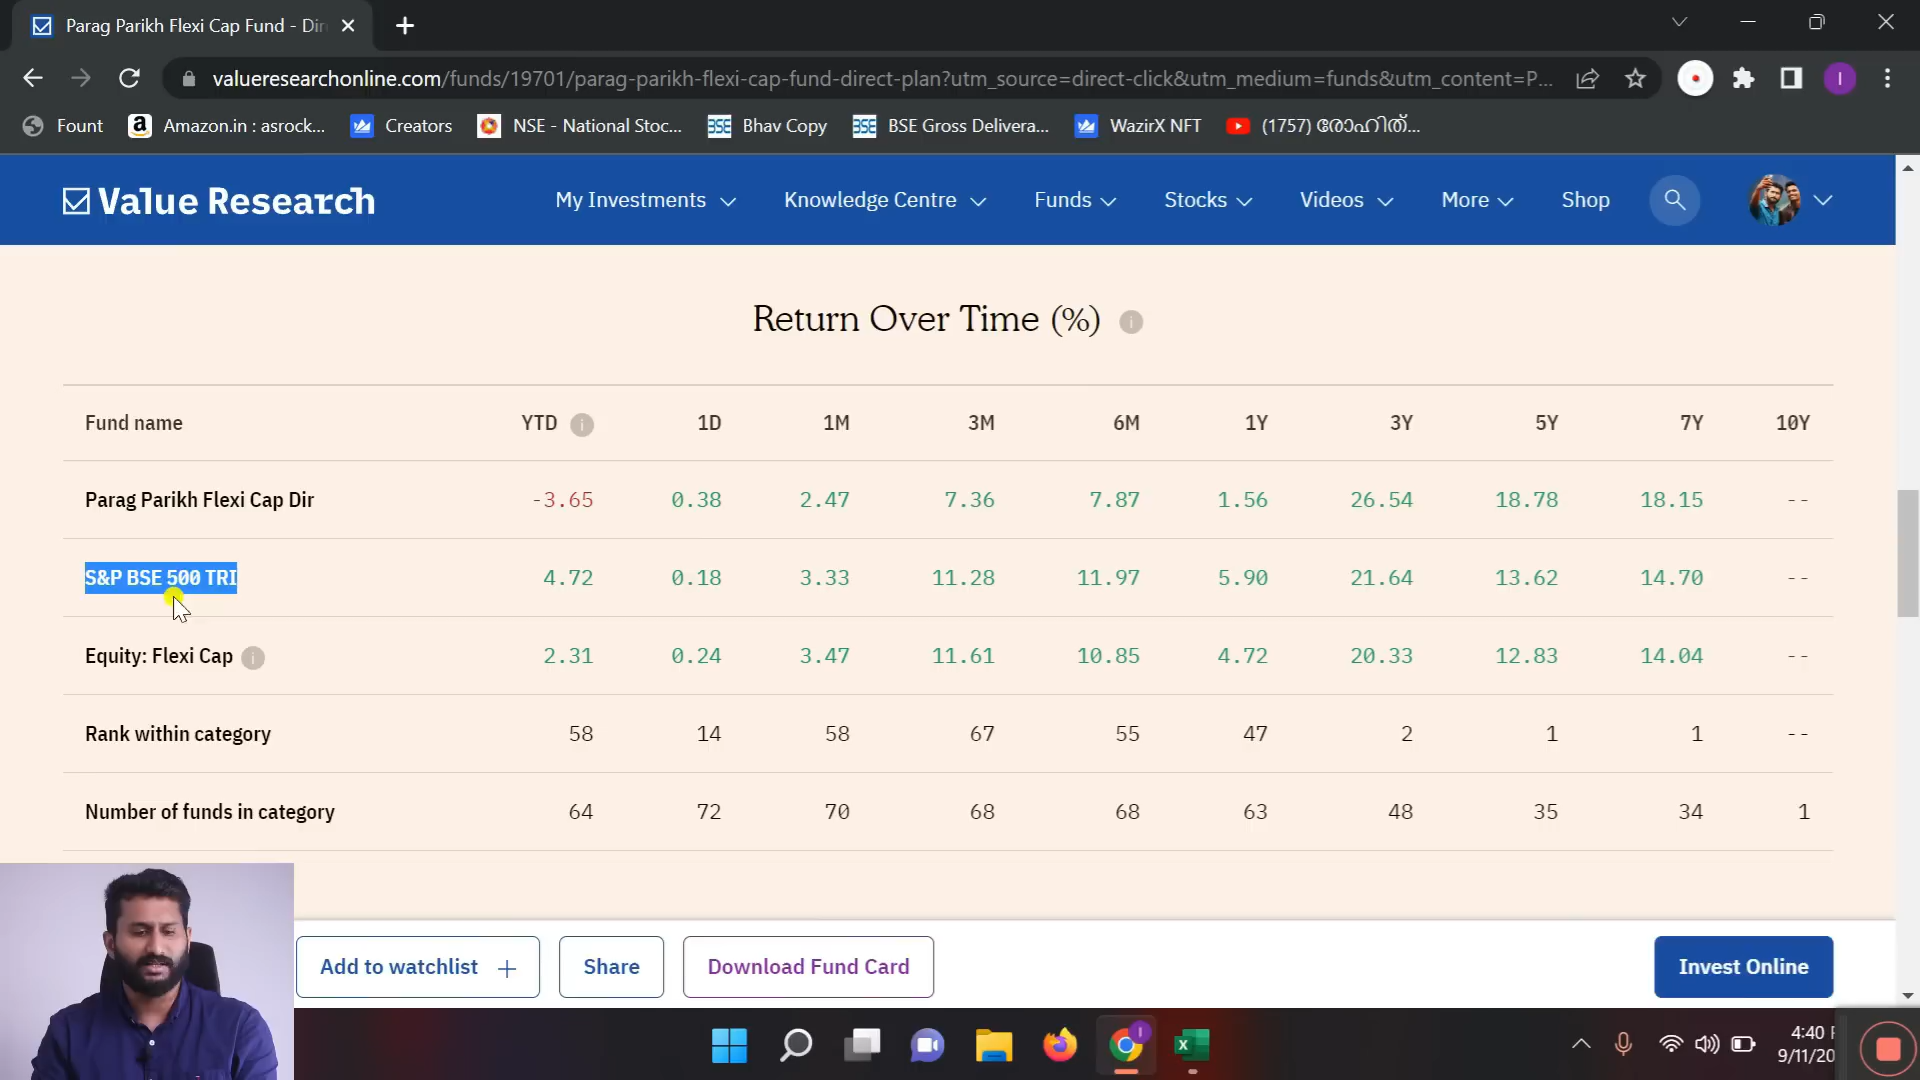 Parag Parikh Flexi Cap Fund - Dir
valueresearchonline.com/funds/19701/parag-parikh-flexi-cap-fund-direct-plan?utm_source=direct-click&utm_medium=funds&utm_content=P...
I
Fount
Amazon.in : asrock...
Creators
NSE - National Stoc...
Bhav Copy
BSE Gross Delivera...
WazirX NFT
(1757) രോഹിത്...
Value Research
My Investments
Knowledge Centre
Funds
Stocks
Videos
More
Shop
Return Over Time (%)
Fund name YTD 1D 1M 3M 6M 1Y 3Y 5Y 7Y 10Y
Parag Parikh Flexi Cap Dir -3.65 0.38 2.47 7.36 7.87 1.56 26.54 18.78 18.15 --
S&P BSE 500 TRI 4.72 0.18 3.33 11.28 11.97 5.90 21.64 13.62 14.70 --
Equity: Flexi Cap 2.31 0.24 3.47 11.61 10.85 4.72 20.33 12.83 14.04 --
Rank within category 58 14 58 67 55 47 2 1 1 --
Number of funds in category 64 72 70 68 68 63 48 35 34 1
Add to watchlist +
Share
Download Fund Card
Invest Online
4:40
9/11/20